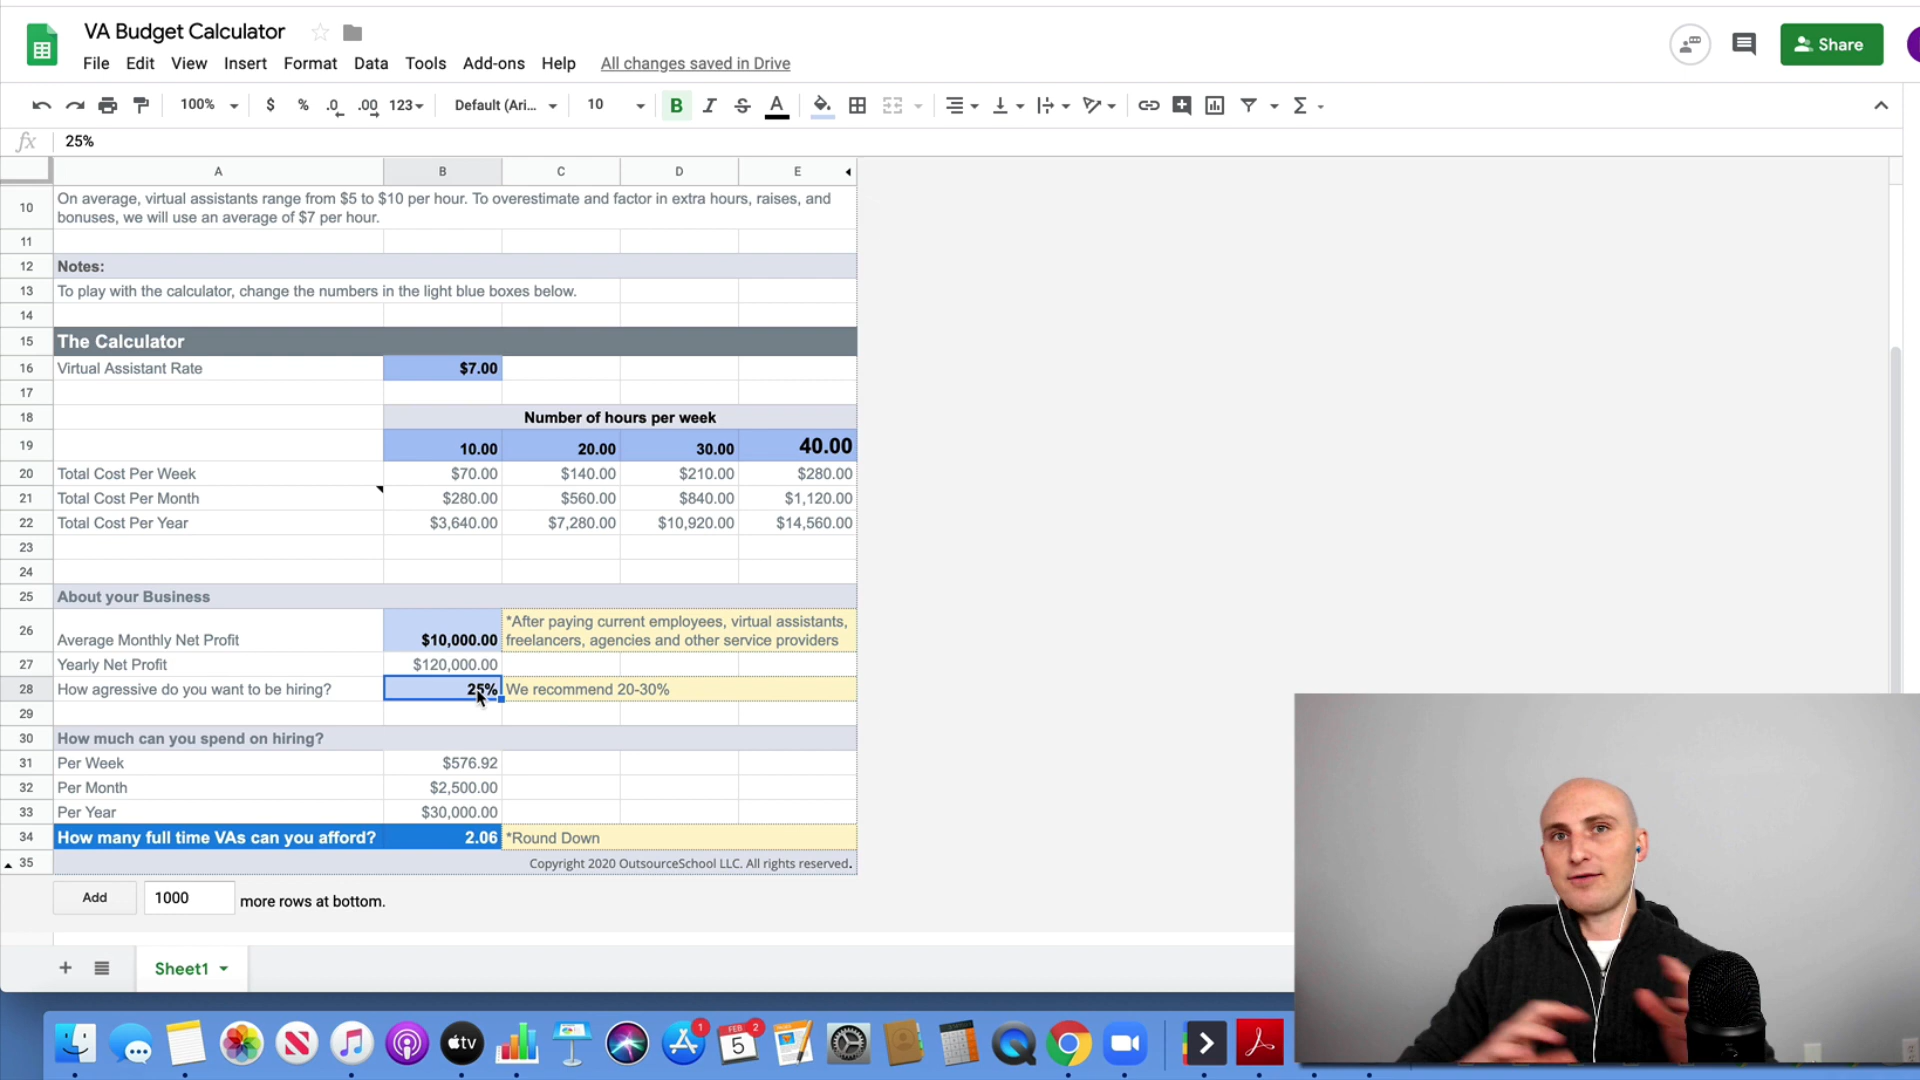 VA Budget Calculator
File Edit View Insert Format Data Tools Add-ons Help All changes saved in Drive
Share
100% $ % .0 .00 123 Default (Ari... 10 B I S A
fx 25%
A B C D E
10 On average, virtual assistants range from $5 to $10 per hour. To overestimate and factor in extra hours, raises, and
bonuses, we will use an average of $7 per hour.
11
12 Notes:
13 To play with the calculator, change the numbers in the light blue boxes below.
14
15 The Calculator
16 Virtual Assistant Rate $7.00
17
18 Number of hours per week
19 10.00 20.00 30.00 40.00
20 Total Cost Per Week $70.00 $140.00 $210.00 $280.00
21 Total Cost Per Month $280.00 $560.00 $840.00 $1,120.00
22 Total Cost Per Year $3,640.00 $7,280.00 $10,920.00 $14,560.00
23
24
25 About your Business
*After paying current employees, virtual assistants,
26 Average Monthly Net Profit $10,000.00 freelancers, agencies and other service providers
27 Yearly Net Profit $120,000.00
28 How agressive do you want to be hiring? 25% We recommend 20-30%
29
30 How much can you spend on hiring?
31 Per Week $576.92
32 Per Month $2,500.00
33 Per Year $30,000.00
34 How many full time VAs can you afford? 2.06 *Round Down
35 Copyright 2020 OutsourceSchool LLC. All rights reserved.
Add 1000 more rows at bottom.
Sheet1
tv 1 FEB 5 2